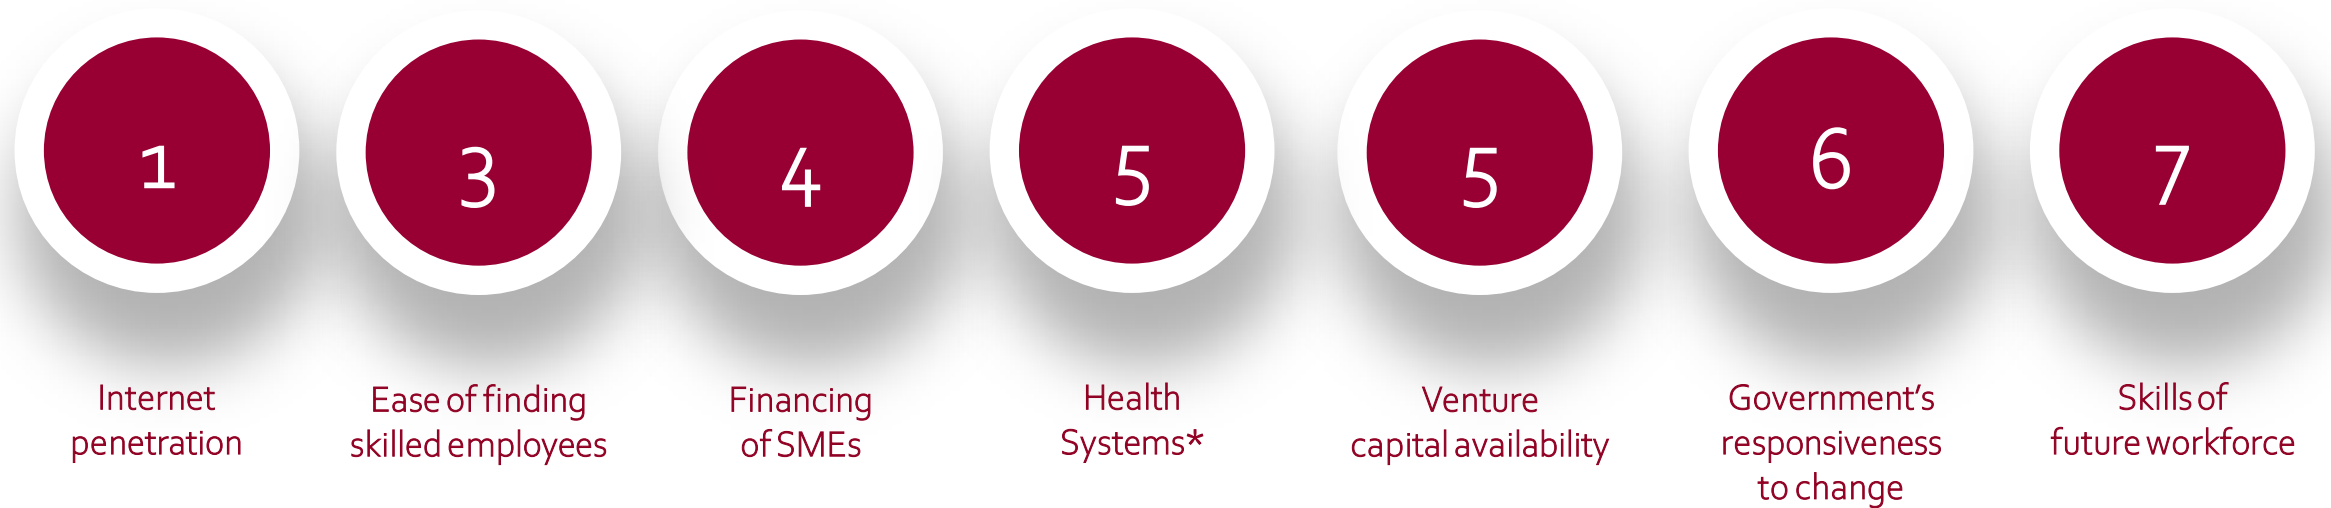 1
3
4
5
5
6
7
Internet
penetration
Ease of finding
skilled employees
Financing
of SMEs
Health
Systems*
Venture
capital availability
Government's
responsiveness
to change
Skills of
future workforce